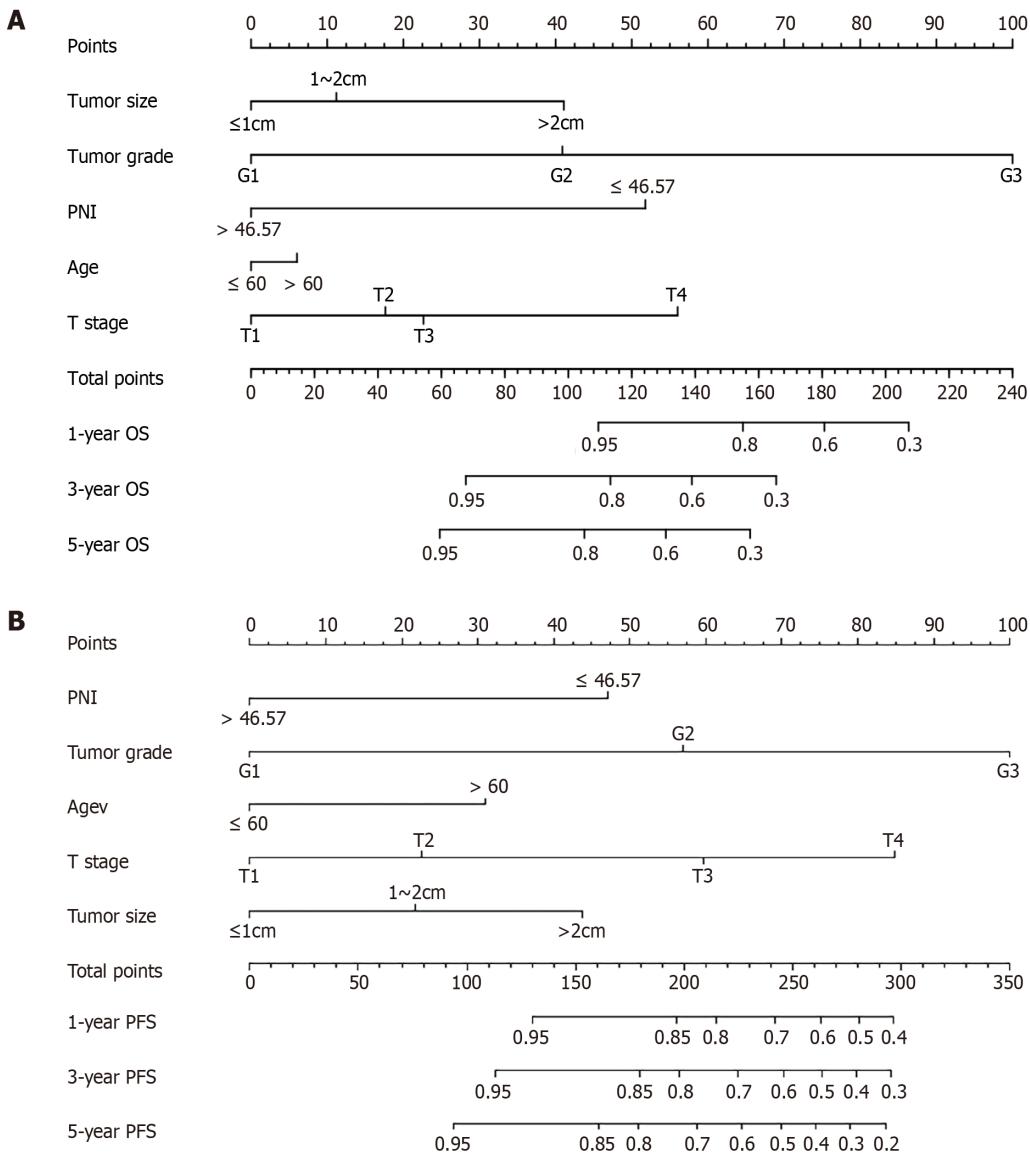 A
0 10 20 30 40 50 60 70 80 90 100
Points
1~2cm
Tumor size
≤1cm >2cm
Tumor grade
G1 G2 G3
≤ 46.57
PNI
> 46.57
Age
≤ 60 > 60
T2 T4
T stage
T1 T3
Total points
0 20 40 60 80 100 120 140 160 180 200 220 240
1-year OS
0.95 0.8 0.6 0.3
3-year OS
0.95 0.8 0.6 0.3
5-year OS
0.95 0.8 0.6 0.3
B
0 10 20 30 40 50 60 70 80 90 100
Points
≤ 46.57
PNI
> 46.57
G2
Tumor grade
G1 G3
> 60
Agev
≤ 60
T2 T4
T stage
T1 T3
1~2cm
Tumor size
≤1cm >2cm
Total points
0 50 100 150 200 250 300 350
1-year PFS
0.95 0.85 0.8 0.7 0.6 0.5 0.4
3-year PFS
0.95 0.85 0.8 0.7 0.6 0.5 0.4 0.3
5-year PFS
0.95 0.85 0.8 0.7 0.6 0.5 0.4 0.3 0.2